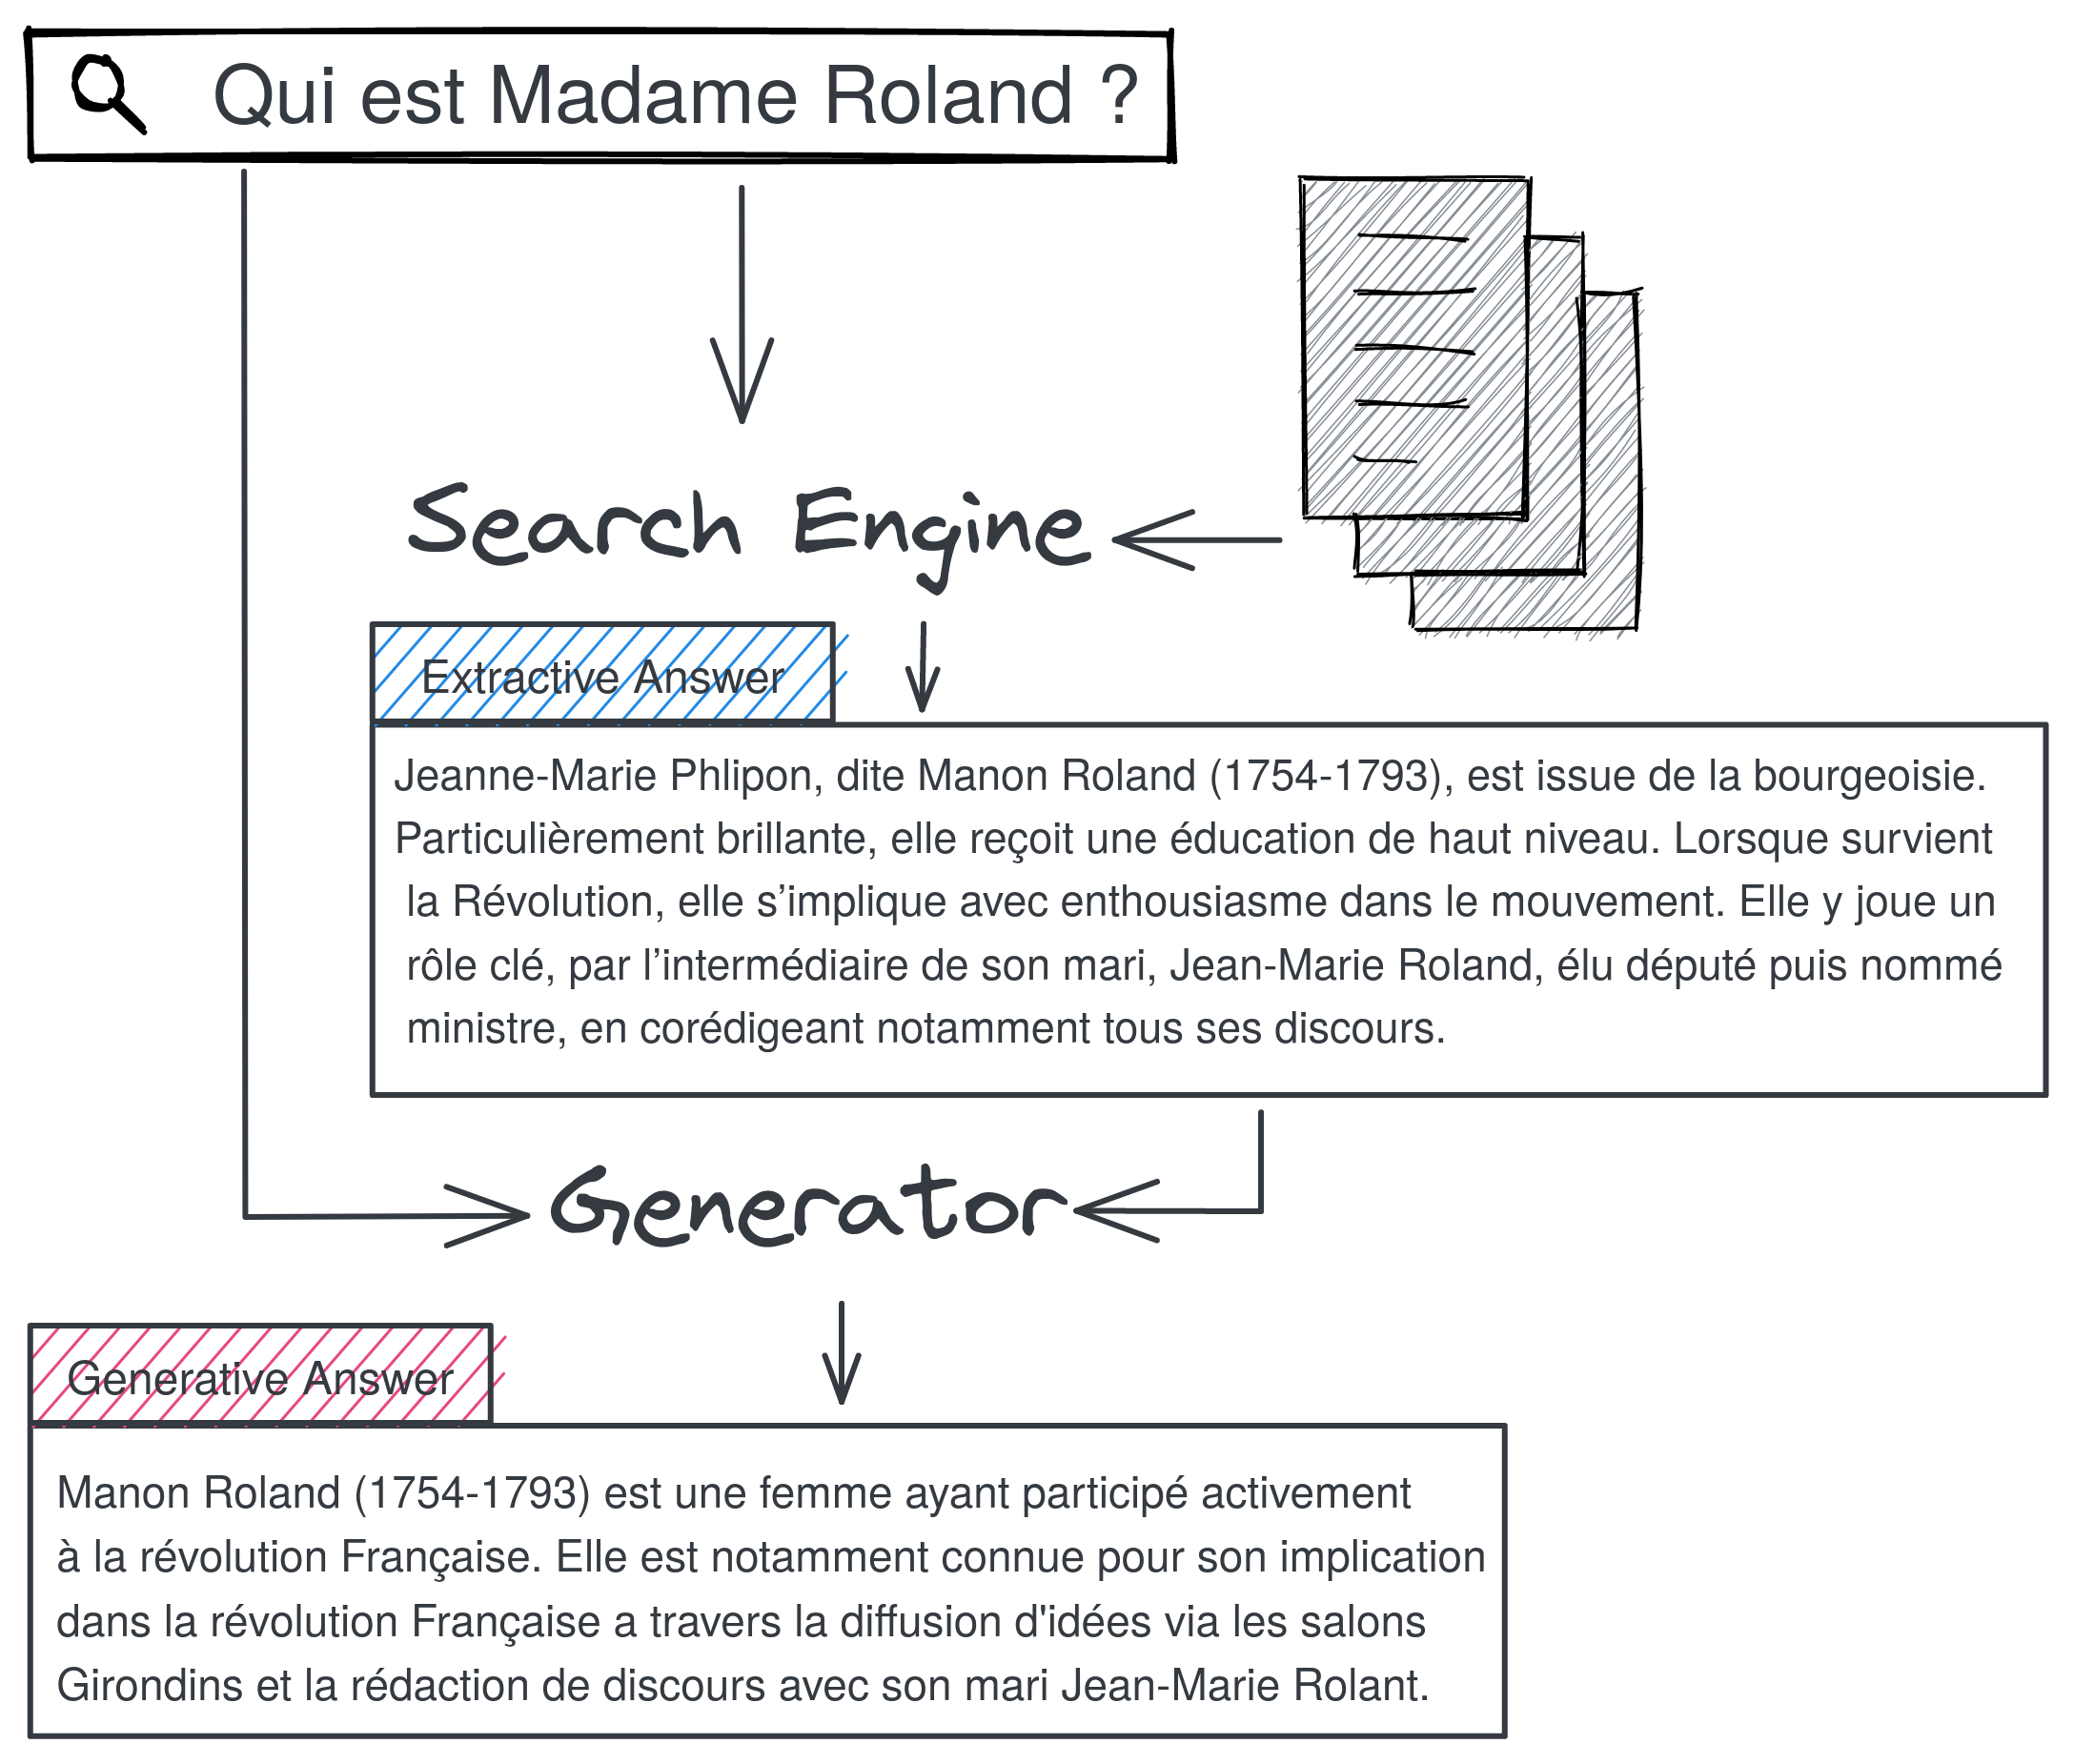 Qui est Madame Roland ?
Search Engine
Extractive Answer
Jeanne-Marie Phlipon, dite Manon Roland (1754-1793), est issue de la bourgeoisie.
Particulièrement brillante, elle reçoit une éducation de haut niveau. Lorsque survient
la Révolution, elle s’implique avec enthousiasme dans le mouvement. Elle y joue un
rôle clé, par l’intermédiaire de son mari, Jean-Marie Roland, élu député puis nommé
ministre, en corédigeant notamment tous ses discours.
Generator
Generative Answer
Manon Roland (1754-1793) est une femme ayant participé activement
à la révolution Française. Elle est notamment connue pour son implication
dans la révolution Française a travers la diffusion d'idées via les salons
Girondins et la rédaction de discours avec son mari Jean-Marie Rolant.